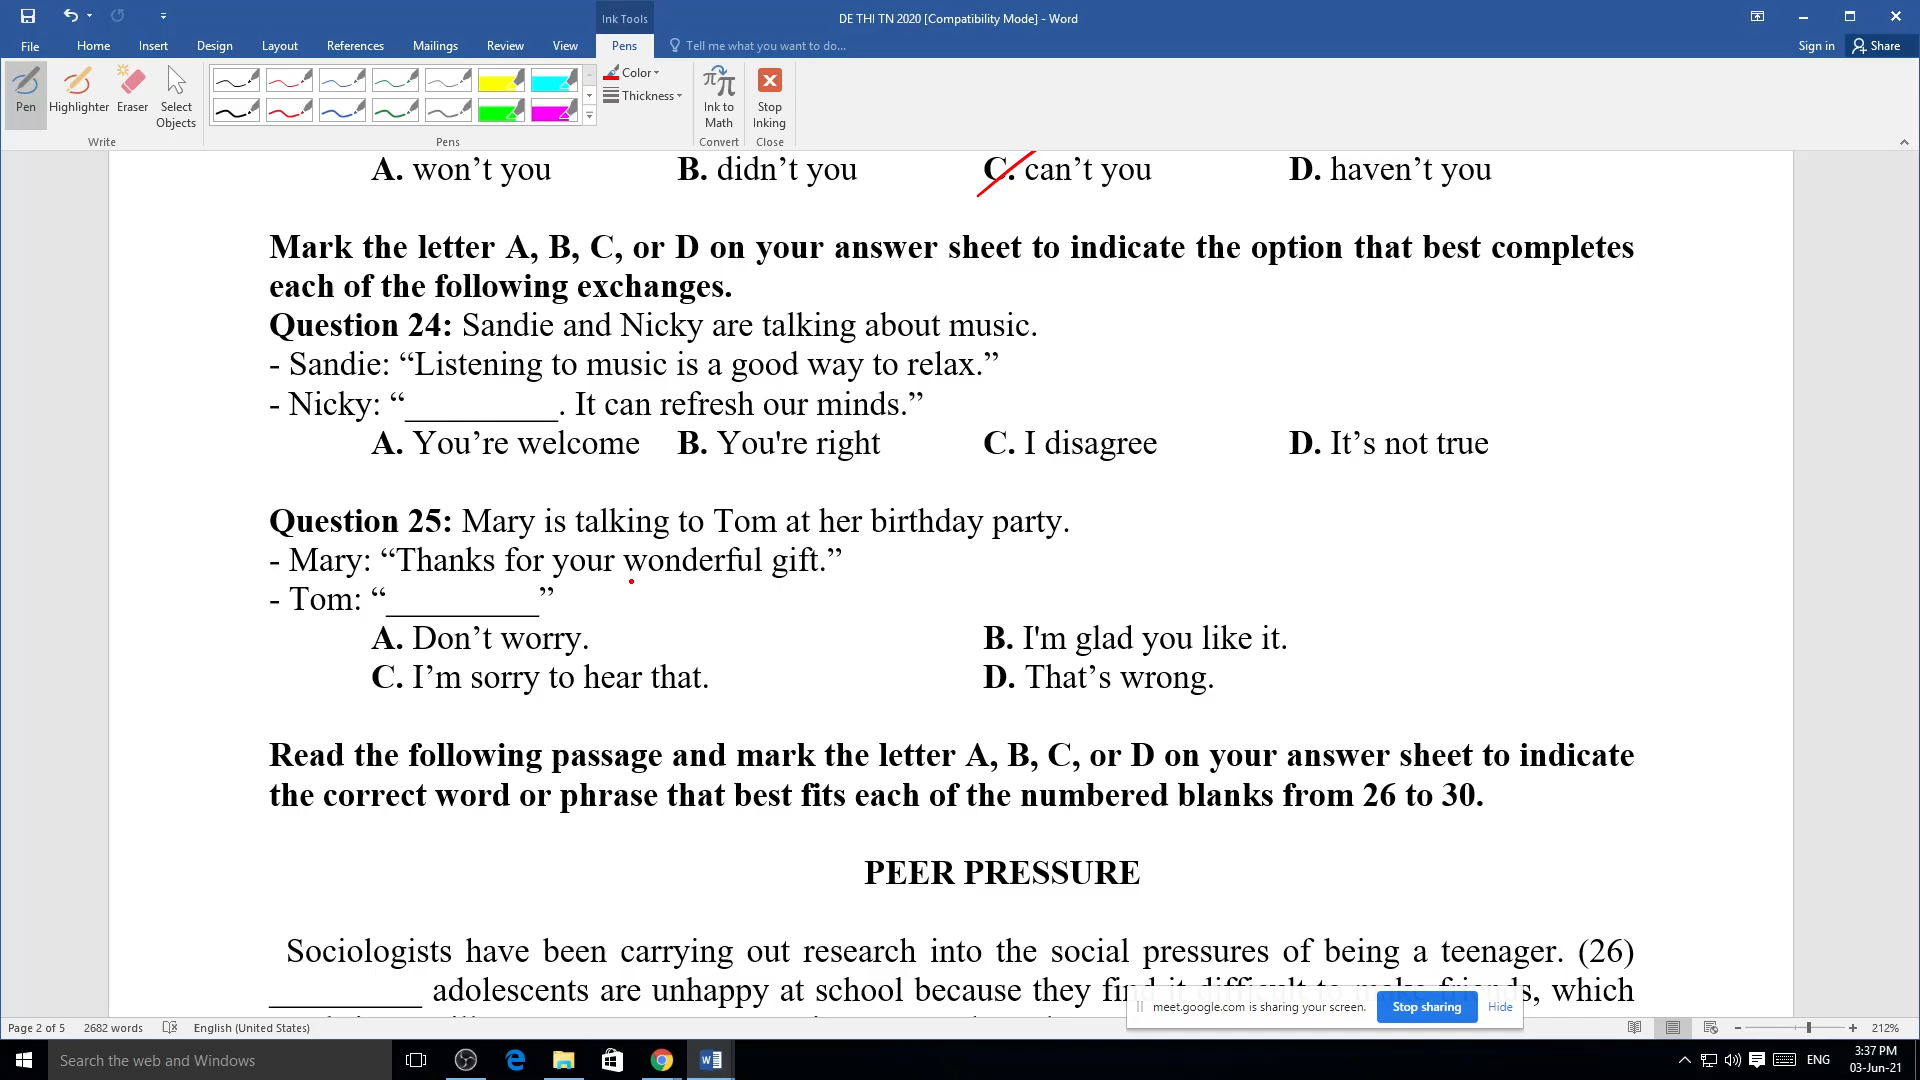 Ink Tools
DE THI TN 2020 [Compatibility Mode] - Word
File Home Insert Design Layout References Mailings Review View Pens Tell me what you want to do... Sign in Share
Pen Highlighter Eraser Select Objects
Color
Thickness
Ink to Math
Stop Inking
Write Pens Convert Close
A. won’t you B. didn’t you C. can’t you D. haven’t you
Mark the letter A, B, C, or D on your answer sheet to indicate the option that best completes
each of the following exchanges.
Question 24: Sandie and Nicky are talking about music.
- Sandie: “Listening to music is a good way to relax.”
- Nicky: “_________. It can refresh our minds.”
A. You’re welcome B. You're right C. I disagree D. It’s not true
Question 25: Mary is talking to Tom at her birthday party.
- Mary: “Thanks for your wonderful gift.”
- Tom: “_________”
A. Don’t worry. B. I'm glad you like it.
C. I’m sorry to hear that. D. That’s wrong.
Read the following passage and mark the letter A, B, C, or D on your answer sheet to indicate
the correct word or phrase that best fits each of the numbered blanks from 26 to 30.
PEER PRESSURE
Sociologists have been carrying out research into the social pressures of being a teenager. (26)
_________ adolescents are unhappy at school because they find it difficult to make friends, which
meet.google.com is sharing your screen. Stop sharing Hide
Page 2 of 5 2682 words English (United States) 212%
Search the web and Windows
ENG
3:37 PM
03-Jun-21